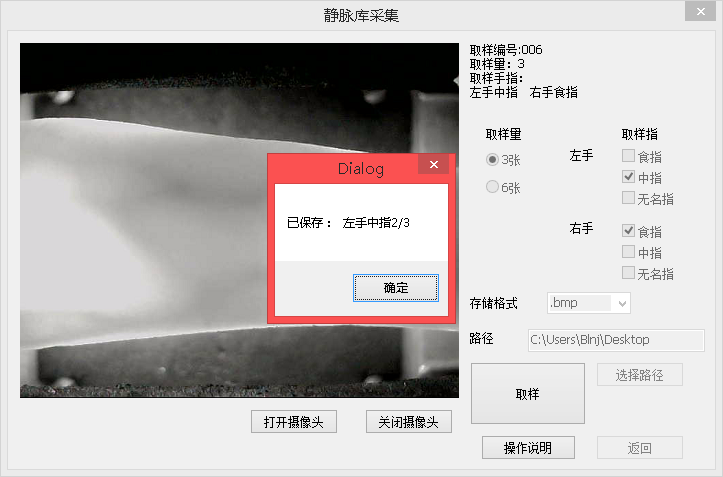 静脉库采集
取样编号:006
取样量：3
取样手指：
左手中指 右手食指
取样量
取样指
3张
6张
左手
食指
中指
无名指
右手
食指
中指
无名指
Dialog
已保存： 左手中指2/3
确定
存储格式
.bmp
路径
C:\Users\Blnj\Desktop
取样
选择路径
打开摄像头
关闭摄像头
操作说明
返回